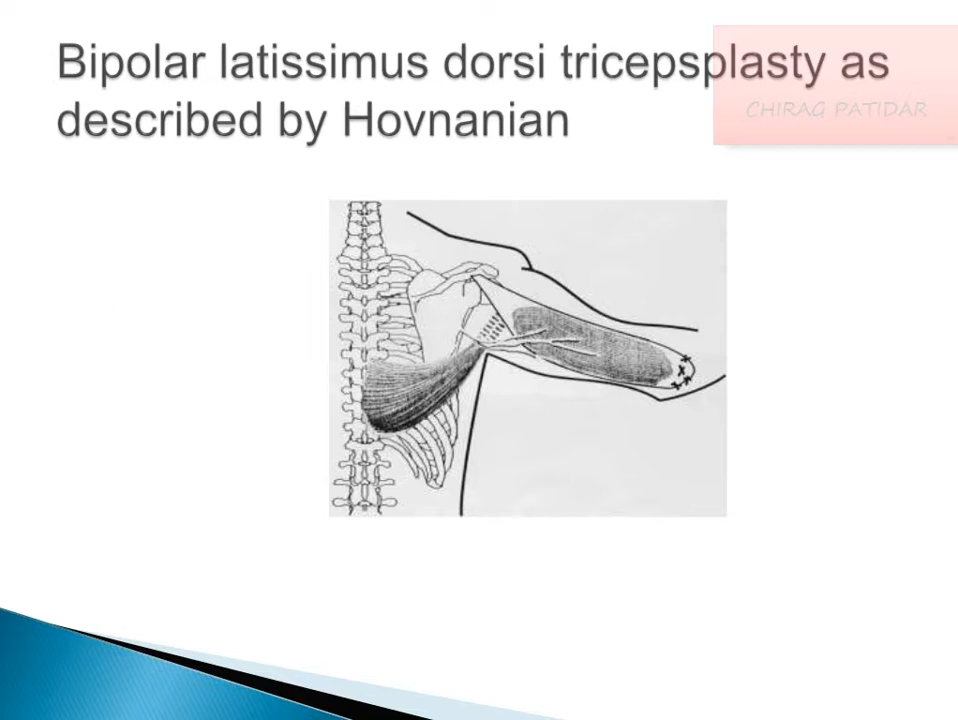 Bipolar latissimus dorsi tricepsplasty as
described by Hovnanian
CHIRAG PATIDAR